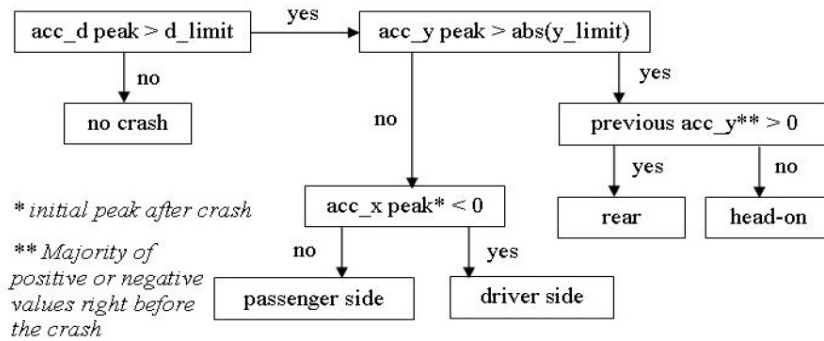 acc_d peak > d_limit
yes
acc_y peak > abs(y_limit)
no
yes
no crash
no
previous acc_y** > 0
yes
no
* initial peak after crash
acc_x peak* < 0
rear
head-on
** Majority of
positive or negative
values right before
the crash
no
yes
passenger side
driver side